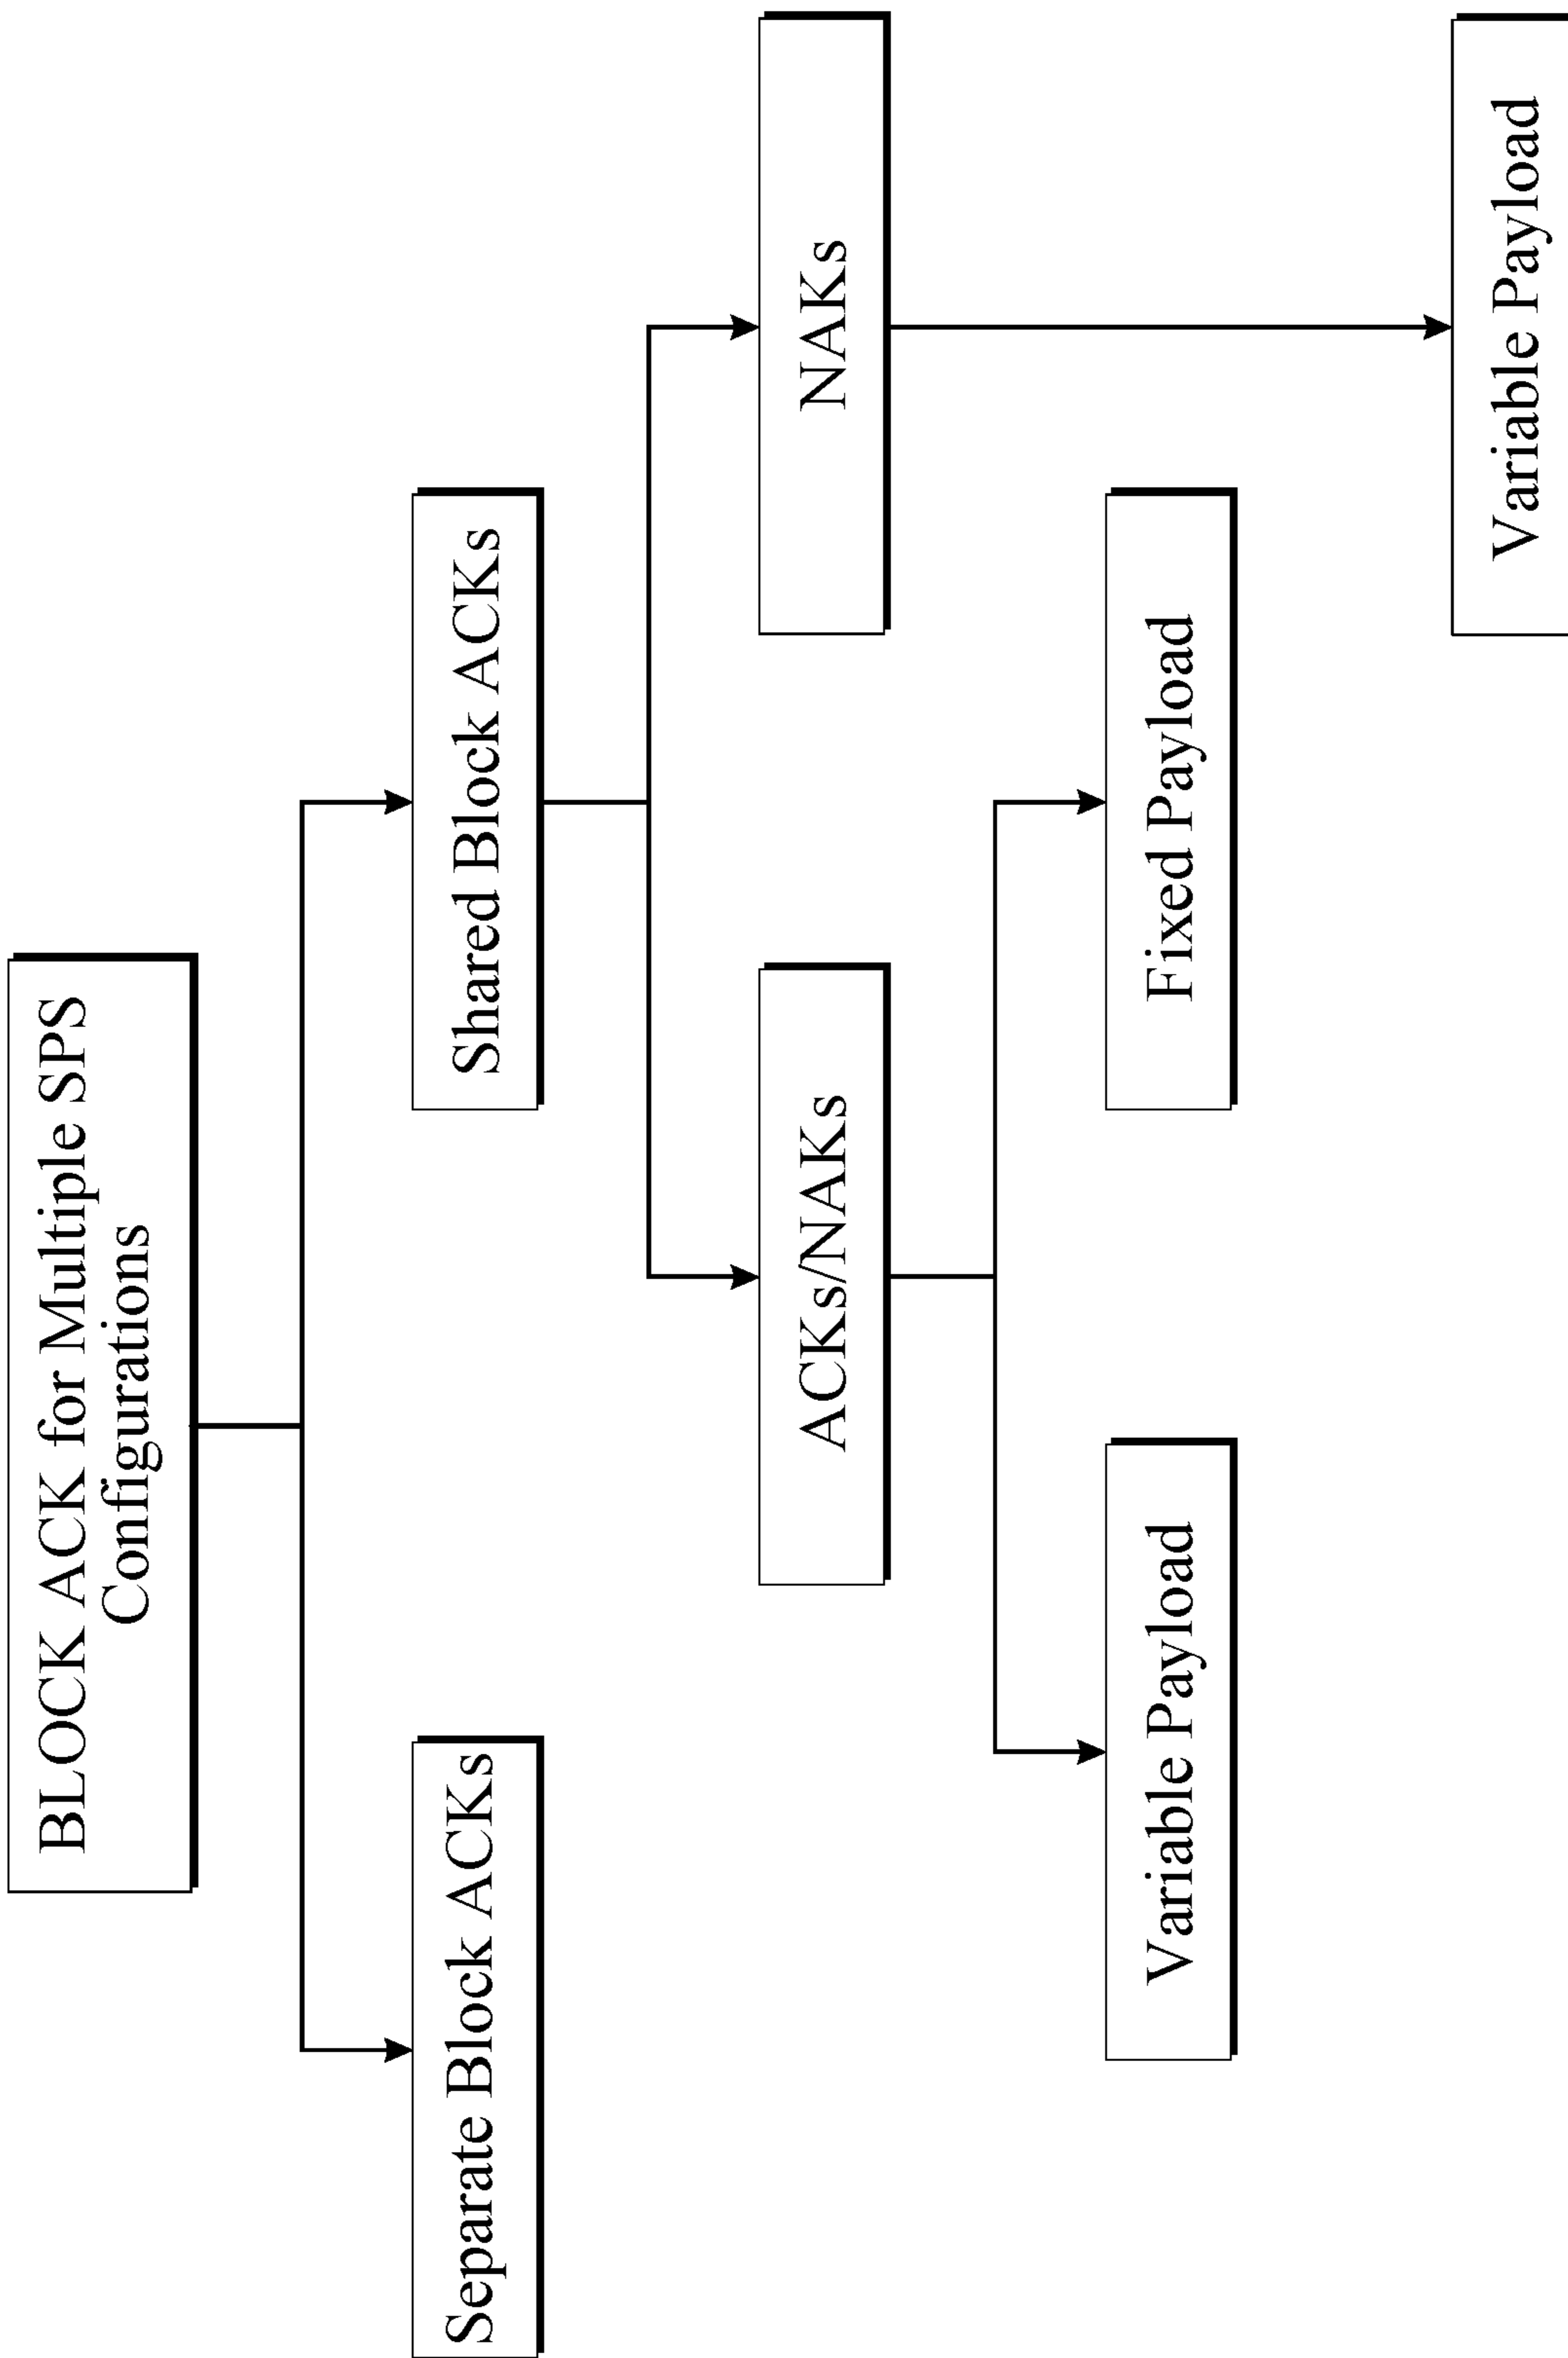 BLOCK ACK for Multiple SPS
Configurations
Separate Block ACKs
Shared Block ACKs
ACKs/NAKs
NAKs
Variable Payload
Fixed Payload
Variable Payload